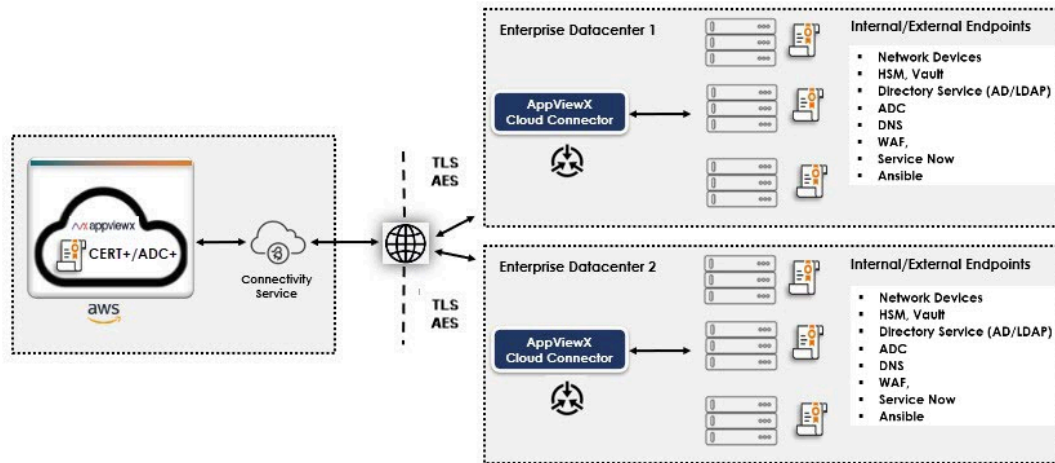 appviewx
CERT+/ADC+
aws
Connectivity
Service
TLS
AES
TLS
AES
Enterprise Datacenter 1
AppViewX
Cloud Connector
Internal/External Endpoints
▪ Network Devices
▪ HSM, Vault
▪ Directory Service (AD/LDAP)
▪ ADC
▪ DNS
▪ WAF,
▪ Service Now
▪ Ansible
Enterprise Datacenter 2
AppViewX
Cloud Connector
Internal/External Endpoints
▪ Network Devices
▪ HSM, Vault
▪ Directory Service (AD/LDAP)
▪ ADC
▪ DNS
▪ WAF,
▪ Service Now
▪ Ansible